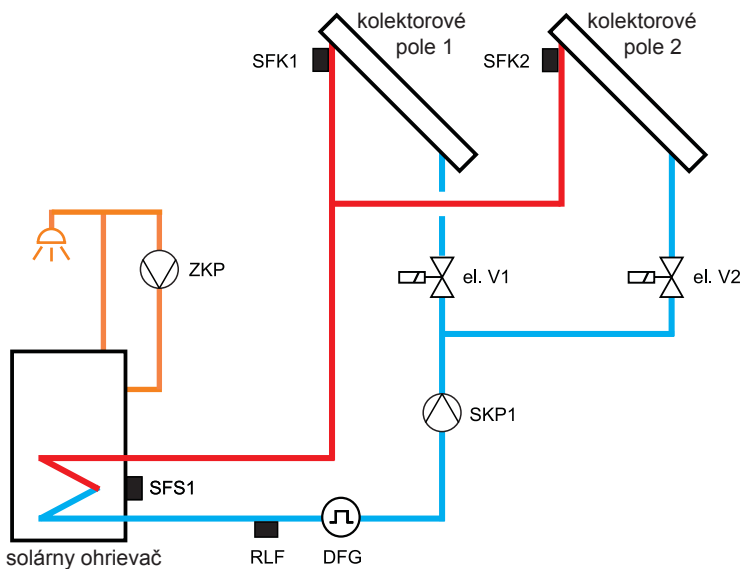 kolektorové
pole 1
kolektorové
pole 2
SFK1
SFK2
ZKP
el. V1
el. V2
SKP1
SFS1
solárny ohrievač
RLF
DFG